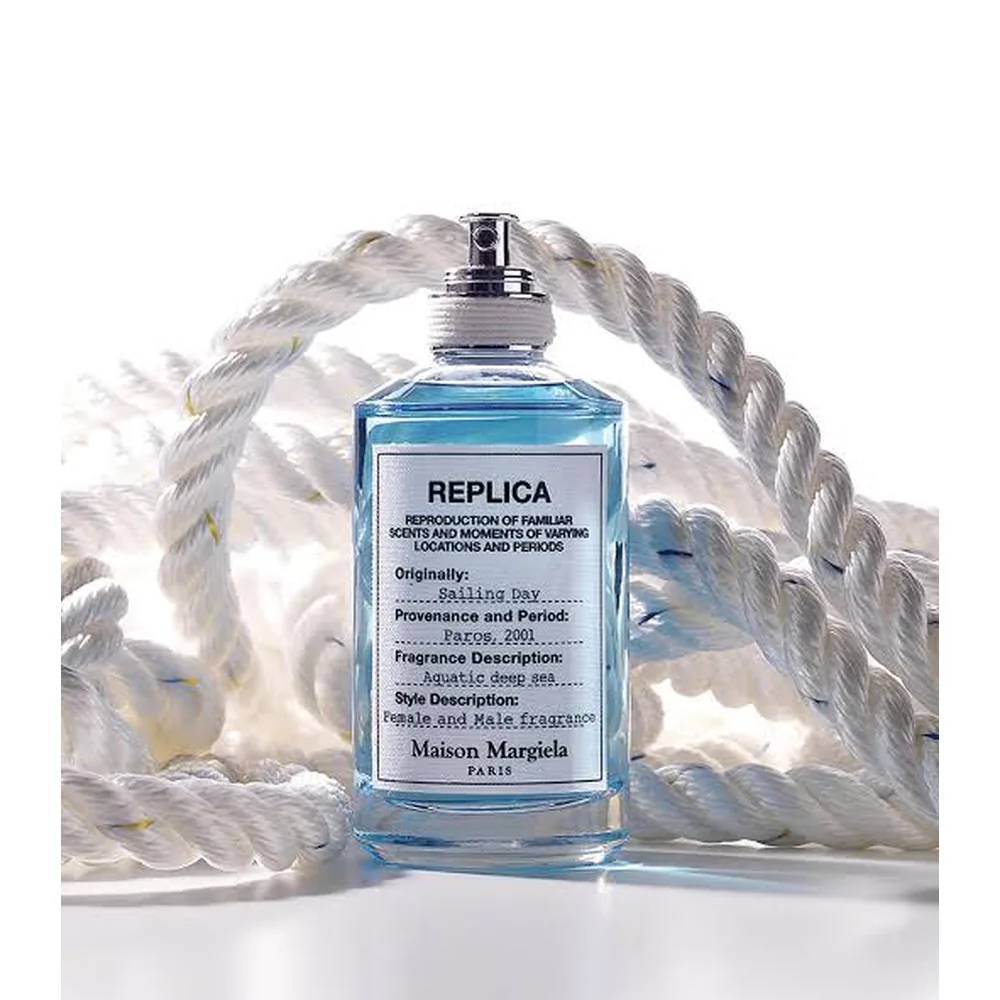 REPLICA
REPRODUCTION OF FAMILIAR
SCENTS AND MOMENTS OF VARYING
LOCATIONS AND PERIODS
Originally:
Sailing Day
Provenance and Period:
Paros, 2001
Fragrance Description:
Aquatic deep sea
Style Description:
Female and Male fragrance
Maison Margiela
PARIS